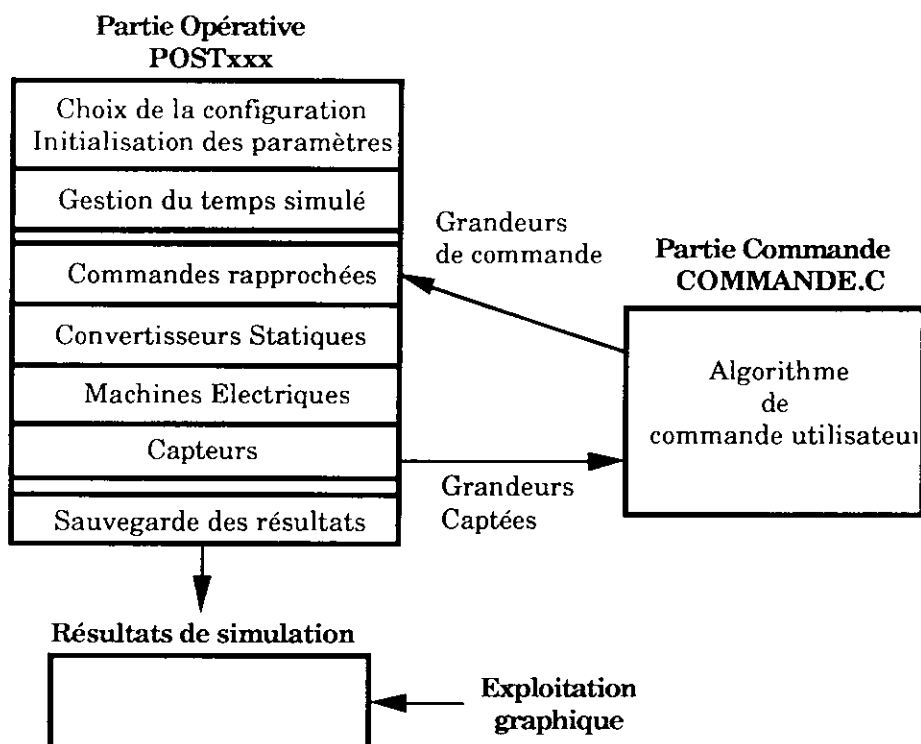 Partie Opérative
POSTxxx
Choix de la configuration
Initialisation des paramètres
Gestion du temps simulé
Commandes rapprochées
Convertisseurs Statiques
Machines Electriques
Capteurs
Sauvegarde des résultats
Grandeurs
de commande
Partie Commande
COMMANDE.C
Algorithme
de
commande utilisateur
Grandeurs
Captées
Résultats de simulation
Exploitation
graphique